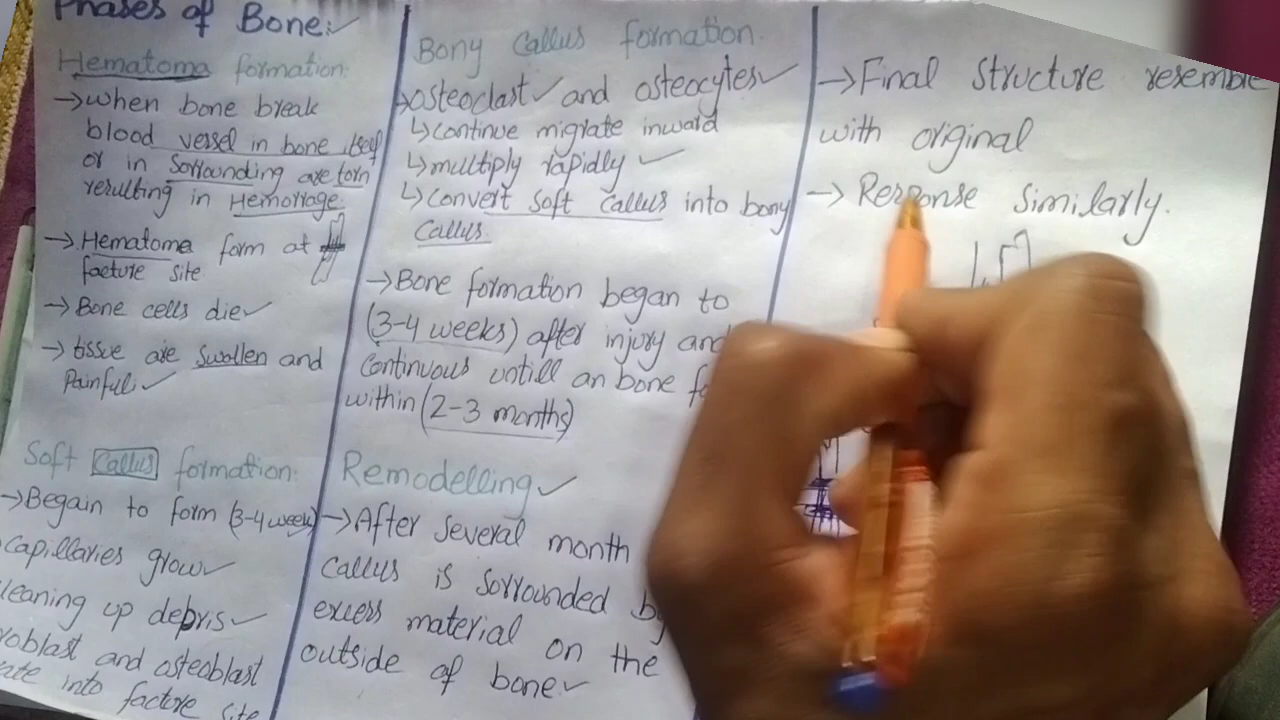 Phases of Bone:
Hematoma formation:
→when bone break
blood vessel in bone itself
or in Sorrounding are torn
resulting in Hemorrage.
→Hematoma form at
facture site
→Bone cells die
→tissue are Swollen and
Painful.
Soft Callus formation:
→Begain to form (3-4 week)
capillaries grow
leaning up debris
roblast and osteoblast
ate into factore site
Bony Callus formation.
→osteoclast and osteocytes
↳continue migrate inward
↳multiply rapidly
↳convert soft callus into bony
Callus
→Bone formation began to
(3-4 weeks) after injury and
continuous untill an bone
within (2-3 months)
Remodelling
→After several month
callus is sorrounded
excess material on the
outside of bone.
→Final Structure resemble
with original
→Response Similarly.